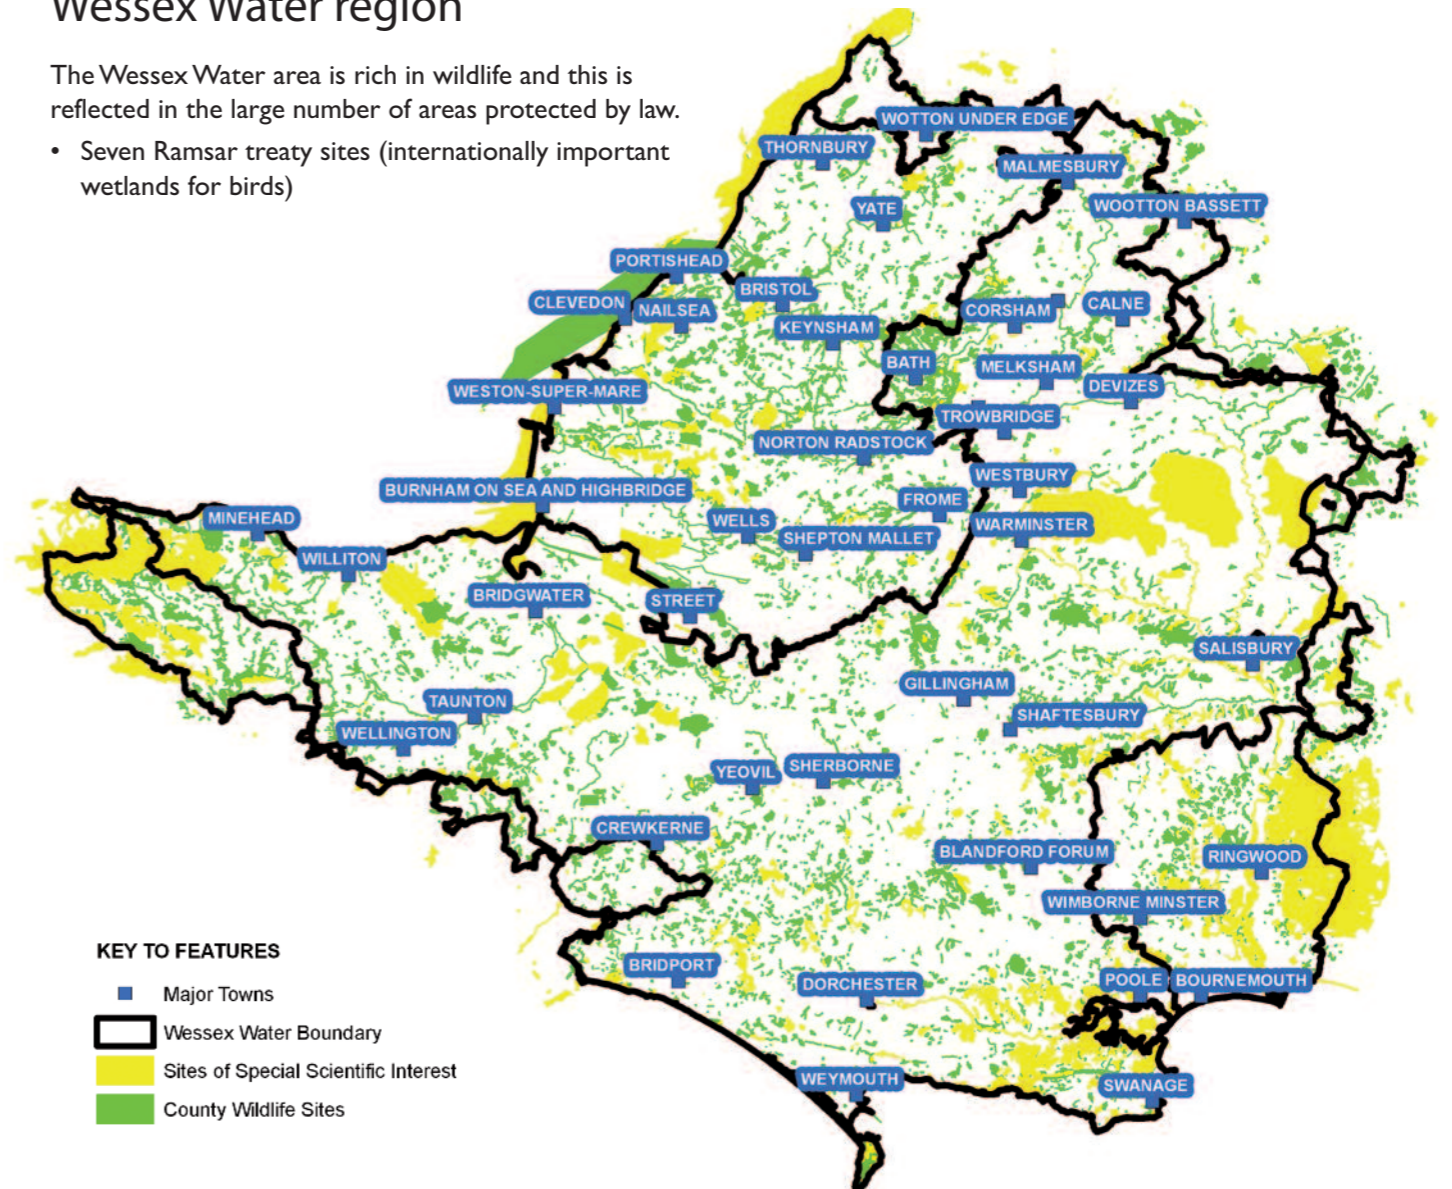 Wessex Water region
The Wessex Water area is rich in wildlife and this is
reflected in the large number of areas protected by law.
• Seven Ramsar treaty sites (internationally important
wetlands for birds)
WOTTON UNDER EDGE
THORNBURY
MALMESBURY
YATE
WOOTTON BASSETT
PORTISHEAD
BRISTOL
CLEVEDON
NAILSEA
CORSHAM
CALNE
KEYNSHAM
BATH
MELKSHAM
WESTON-SUPER-MARE
DEVIZES
TROWBRIDGE
NORTON RADSTOCK
WESTBURY
BURNHAM ON SEA AND HIGHBRIDGE
FROME
MINEHEAD
WELLS
WARMINSTER
SHEPTON MALLET
WILLITON
BRIDGWATER
STREET
SALISBURY
GILLINGHAM
TAUNTON
SHAFTESBURY
WELLINGTON
YEOVIL
SHERBORNE
CREWKERNE
BLANDFORD FORUM
RINGWOOD
WIMBORNE MINSTER
BRIDPORT
DORCHESTER
POOLE
BOURNEMOUTH
WEYMOUTH
SWANAGE
KEY TO FEATURES
Major Towns
Wessex Water Boundary
Sites of Special Scientific Interest
County Wildlife Sites